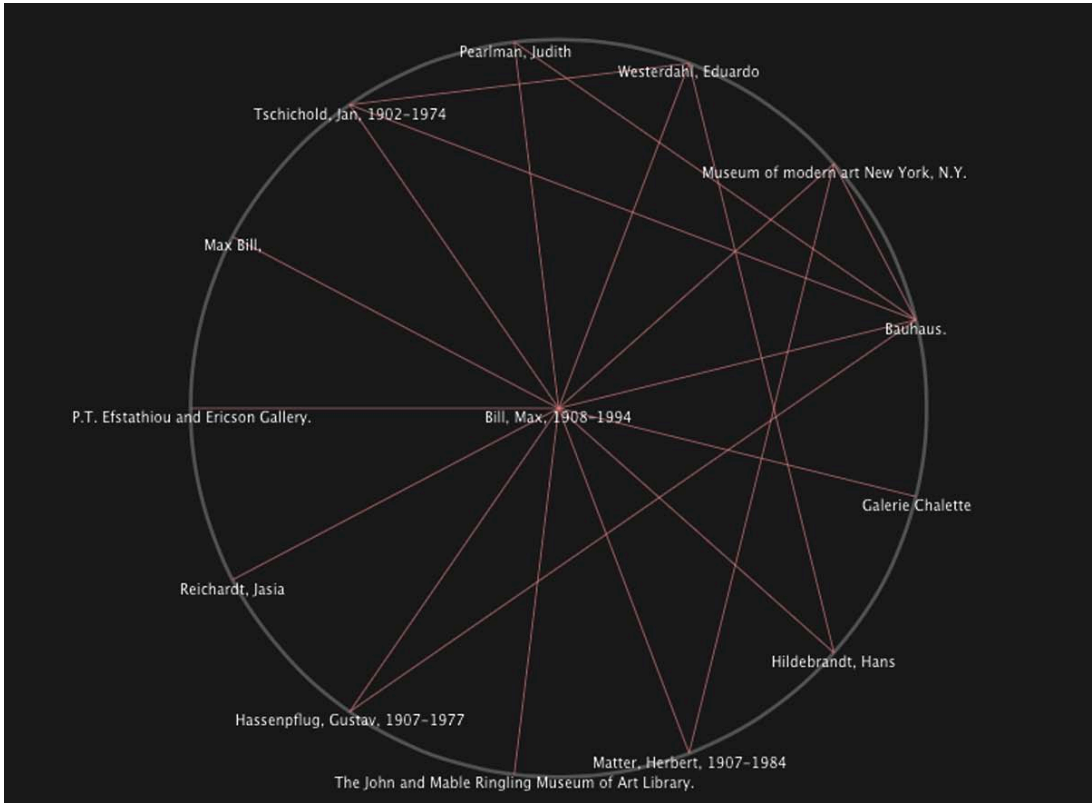 Pearlman, Judith
Westerdahl, Eduardo
Tschichold, Jan, 1902-1974
Museum of modern art New York, N.Y.
Max Bill,
Bauhaus.
P.T. Efstathiou and Ericson Gallery.
Bill, Max, 1908-1994
Galerie Chalette
Reichardt, Jasia
Hildebrandt, Hans
Hassenpflug, Gustav, 1907-1977
Matter, Herbert, 1907-1984
The John and Mable Ringling Museum of Art Library.